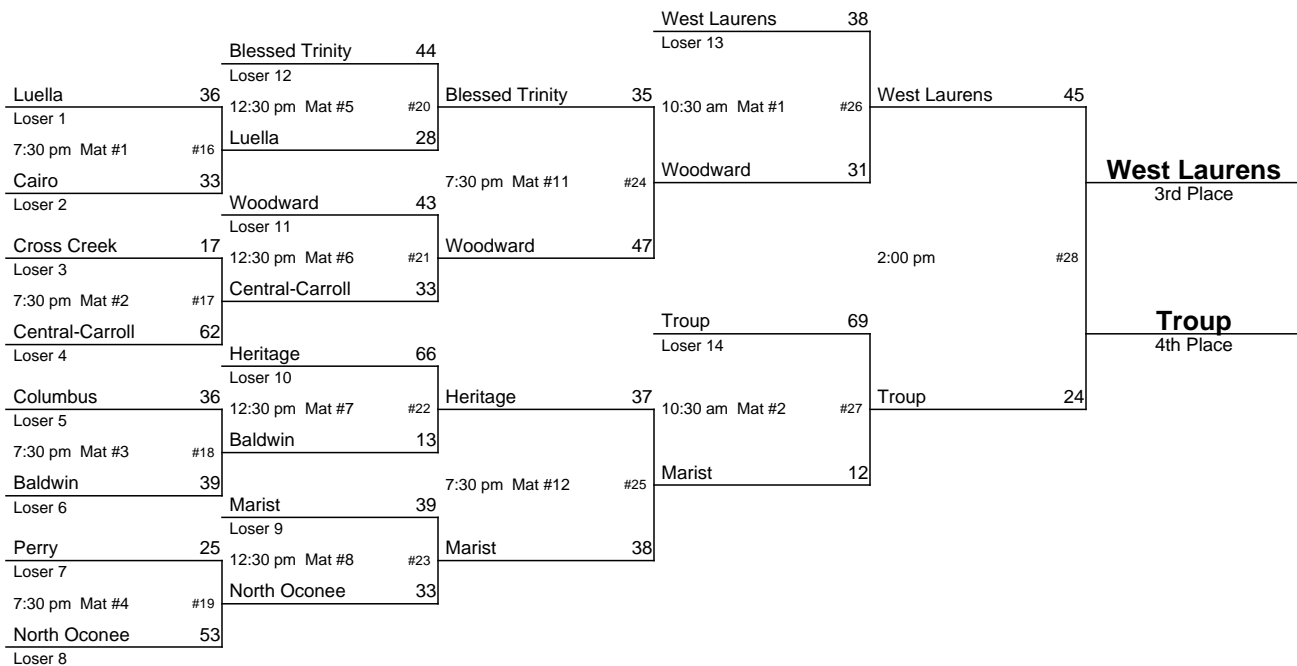 West Laurens 38
Loser 13
Blessed Trinity 44
Loser 12
Luella 36
Loser 1
12:30 pm Mat #5 #20
Blessed Trinity 35
10:30 am Mat #1 #26
West Laurens 45
7:30 pm Mat #1 #16
Luella 28
Cairo 33
Loser 2
Woodward 31
7:30 pm Mat #11 #24
West Laurens
3rd Place
Woodward 43
Loser 11
Cross Creek 17
Loser 3
12:30 pm Mat #6 #21
Woodward 47
2:00 pm #28
7:30 pm Mat #2 #17
Central-Carroll 33
Central-Carroll 62
Loser 4
Troup 69
Loser 14
Troup
4th Place
Heritage 66
Loser 10
Columbus 36
Loser 5
12:30 pm Mat #7 #22
Heritage 37
10:30 am Mat #2 #27
Troup 24
7:30 pm Mat #3 #18
Baldwin 13
Baldwin 39
Loser 6
Marist 12
7:30 pm Mat #12 #25
Marist 39
Loser 9
Perry 25
Loser 7
12:30 pm Mat #8 #23
Marist 38
7:30 pm Mat #4 #19
North Oconee 33
North Oconee 53
Loser 8